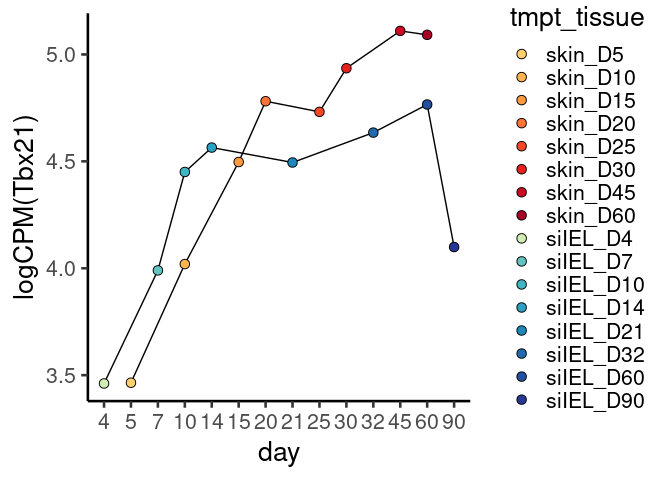 tmpt_tissue
skin_D5
skin_D10
skin_D15
skin_D20
skin_D25
skin_D30
skin_D45
skin_D60
siIEL_D4
siIEL_D7
siIEL_D10
siIEL_D14
siIEL_D21
siIEL_D32
siIEL_D60
siIEL_D90
logCPM(Tbx21)
5.0
4.5
4.0
3.5
4 5 7 10 14 15 20 21 25 30 32 45 60 90
day